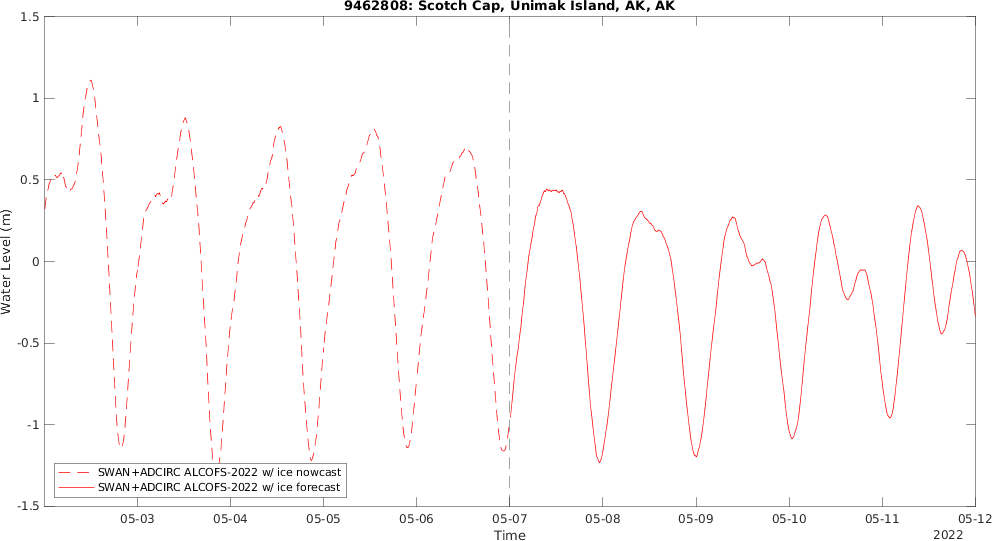 9462808: Scotch Cap, Unimak Island, AK, AK
1.5
1
0.5
0
-0.5
-1
-1.5
Water Level (m)
SWAN+ADCIRC ALCOFS-2022 w/ ice nowcast
SWAN+ADCIRC ALCOFS-2022 w/ ice forecast
05-03 05-04 05-05 05-06 05-07 05-08 05-09 05-10 05-11 05-12
Time 2022